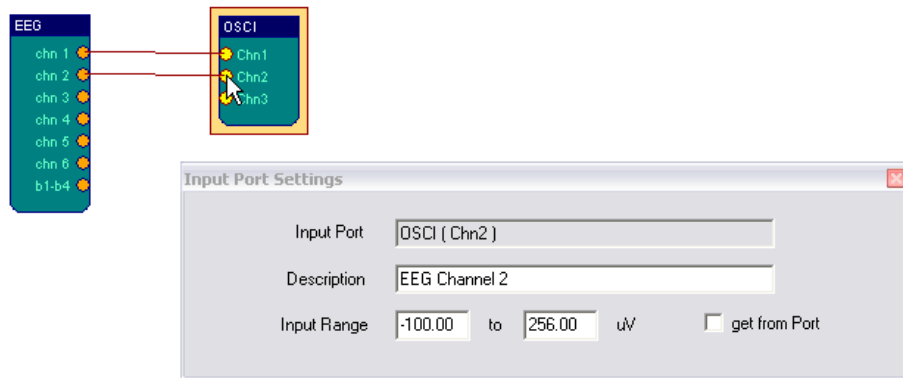 EEG
chn 1
chn 2
chn 3
chn 4
chn 5
chn 6
b1-b4
OSCI
Chn1
Chn2
Chn3
Input Port Settings
Input Port OSCI ( Chn2 )
Description EEG Channel 2
Input Range -100.00 to 256.00 uV get from Port